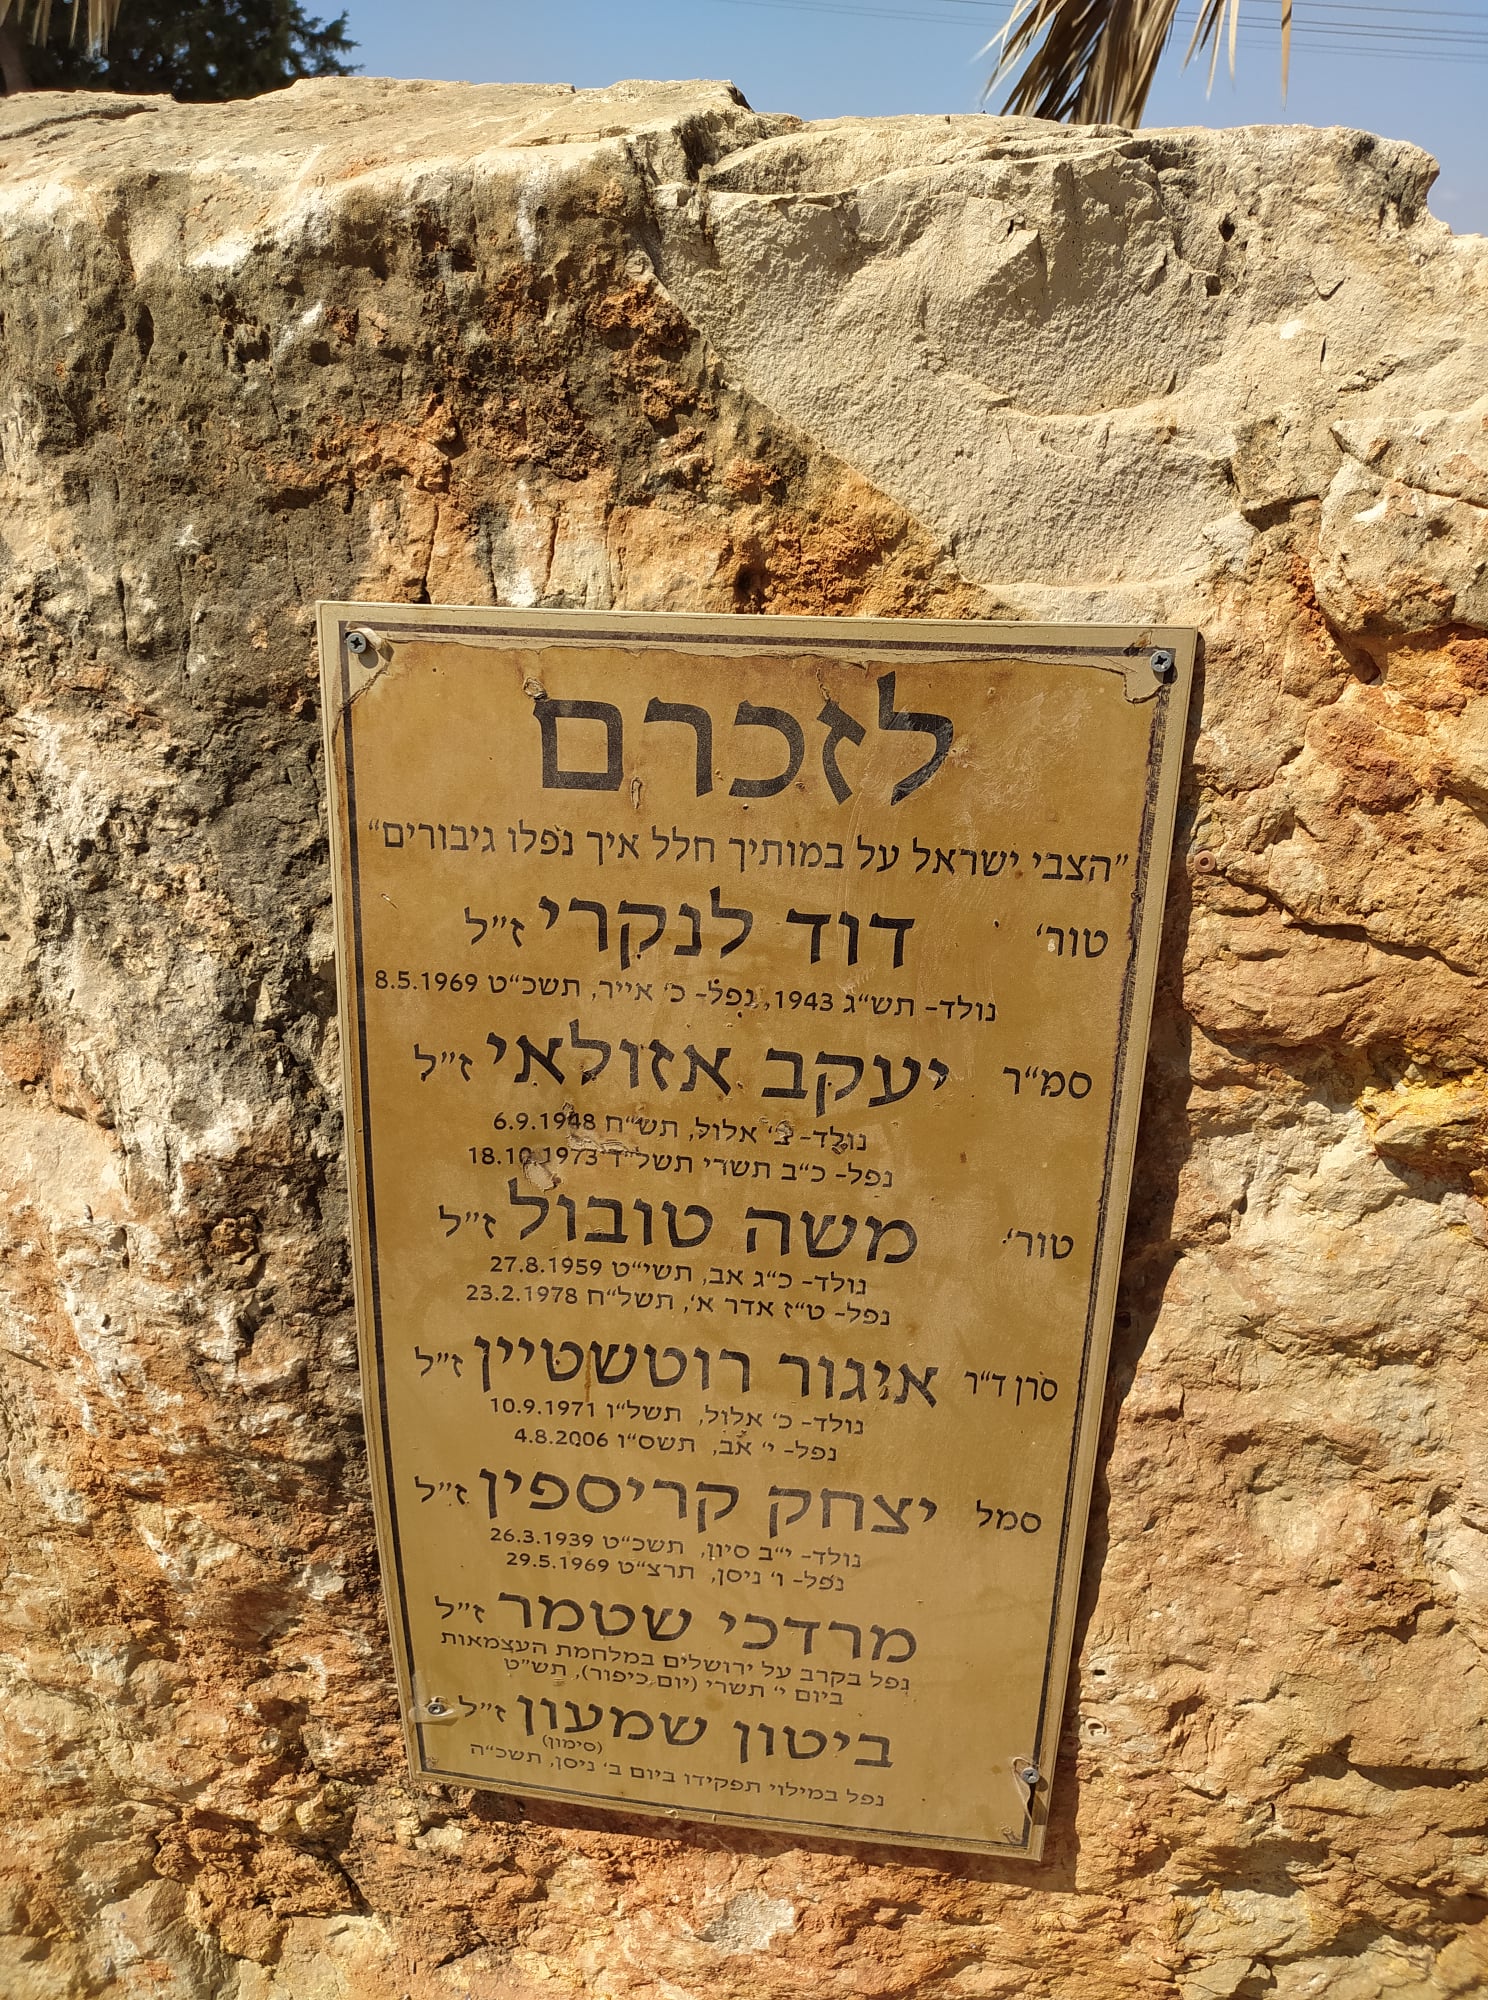 לזכרם
"הצבי ישראל על במותיך חלל איך נפלו גיבורים"
טור' דוד לנקרי ז"ל
נולד- תש"ג 1943, נפל- כ' אייר, תשכ"ט 8.5.1969
סמ"ר יעקב אזולאי ז"ל
נולד- ב' אלול, תש"ח 6.9.1948
נפל- כ"ב תשרי תשל"ד 18.10.1973
טור' משה טובול ז"ל
נולד- כ"ג אב, תשי"ט 27.8.1959
נפל- ט"ז אדר א', תשל"ח 23.2.1978
סרן ד"ר איגור רוטשטיין ז"ל
נולד- כ' אלול, תשל"ו 10.9.1971
נפל- י' אב, תשס"ו 4.8.2006
סמל יצחק קריספין ז"ל
נולד- י"ב סיון, תשכ"ט 26.3.1939
נפל- ו' ניסן, תרצ"ט 29.5.1969
מרדכי שטמר ז"ל
נפל בקרב על ירושלים במלחמת העצמאות
ביום י' תשרי (יום כיפור), תש"ט
ביטון שמעון ז"ל
(סימון)
נפל במילוי תפקידו ביום ב' ניסן, תשכ"ה